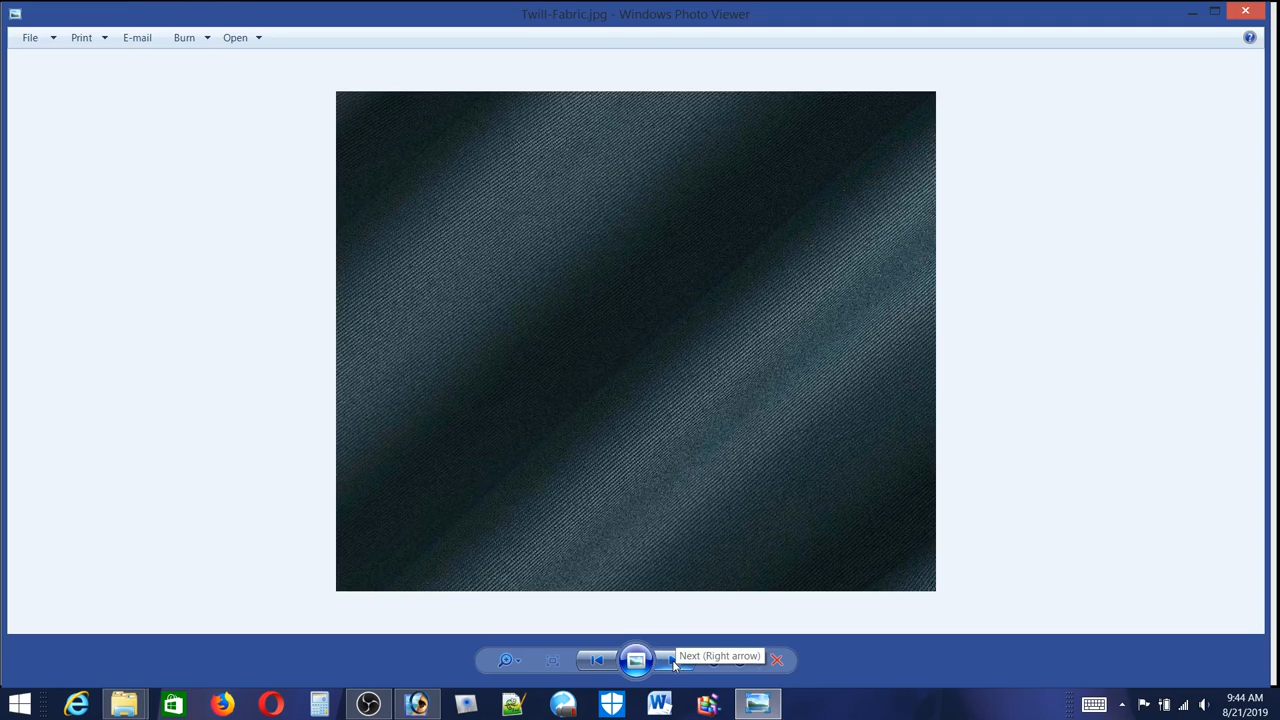 Twill-Fabric.jpg - Windows Photo Viewer
File Print E-mail Burn Open
Next (Right arrow)
9:44 AM
8/21/2019